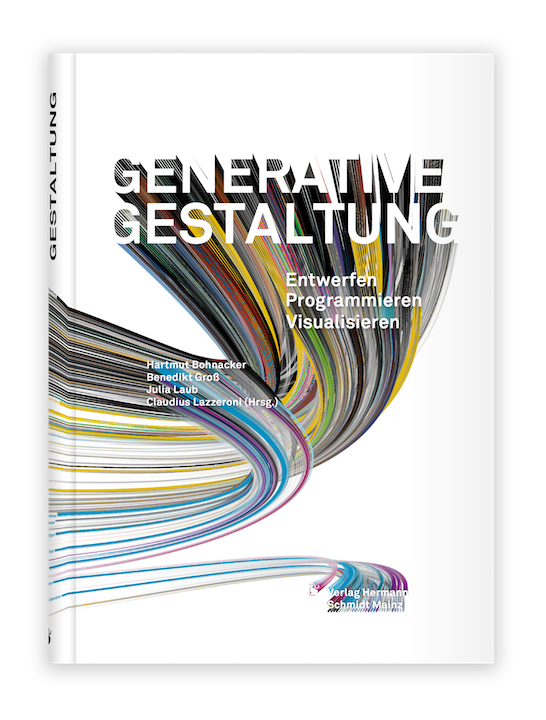 GESTALTUNG
GENERATIVE
GESTALTUNG
Entwerfen
Programmieren
Visualisieren
Hartmut Bohnacker
Benedikt Groß
Julia Laub
Claudius Lazzeroni (Hrsg.)
Verlag Hermann
Schmidt Mainz